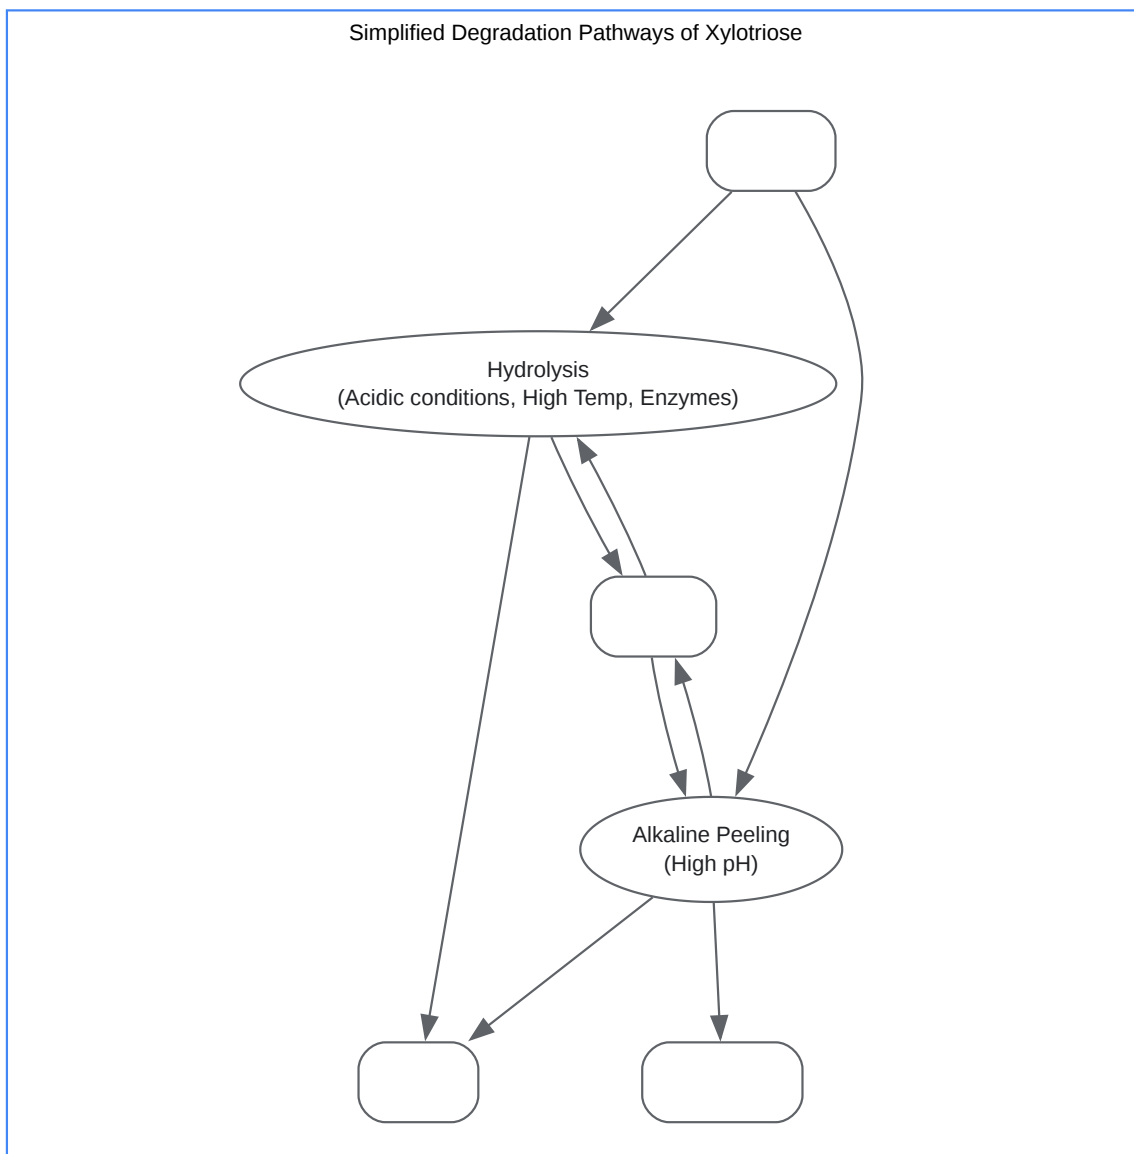 Simplified Degradation Pathways of Xylotriose
Hydrolysis
(Acidic conditions, High Temp, Enzymes)
Alkaline Peeling
(High pH)